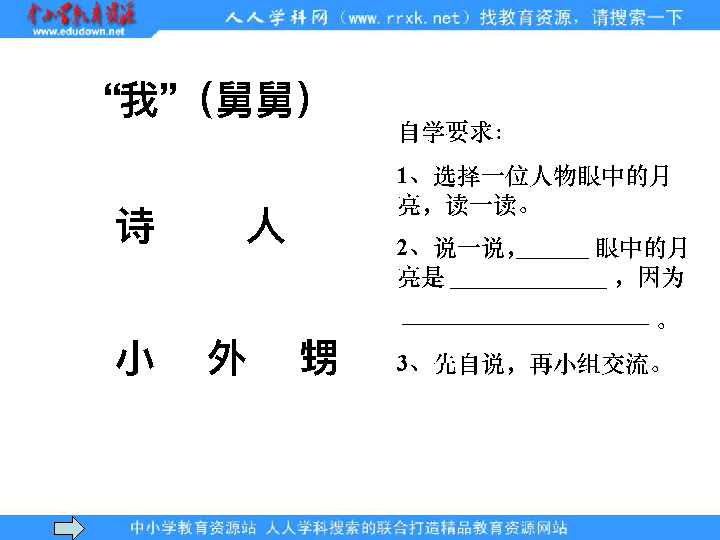 中小学教育资源
www.edudown.net
人人学科网（www.rrxk.net）找教育资源，请搜索一下
“我”（舅舅）
诗 人
小 外 甥
自学要求：
1、选择一位人物眼中的月
亮，读一读。
2、说一说，______ 眼中的月
亮是 _____________ ，因为
_____________________ 。
3、先自说，再小组交流。
中小学教育资源站 人人学科搜索的联合打造精品教育资源网站